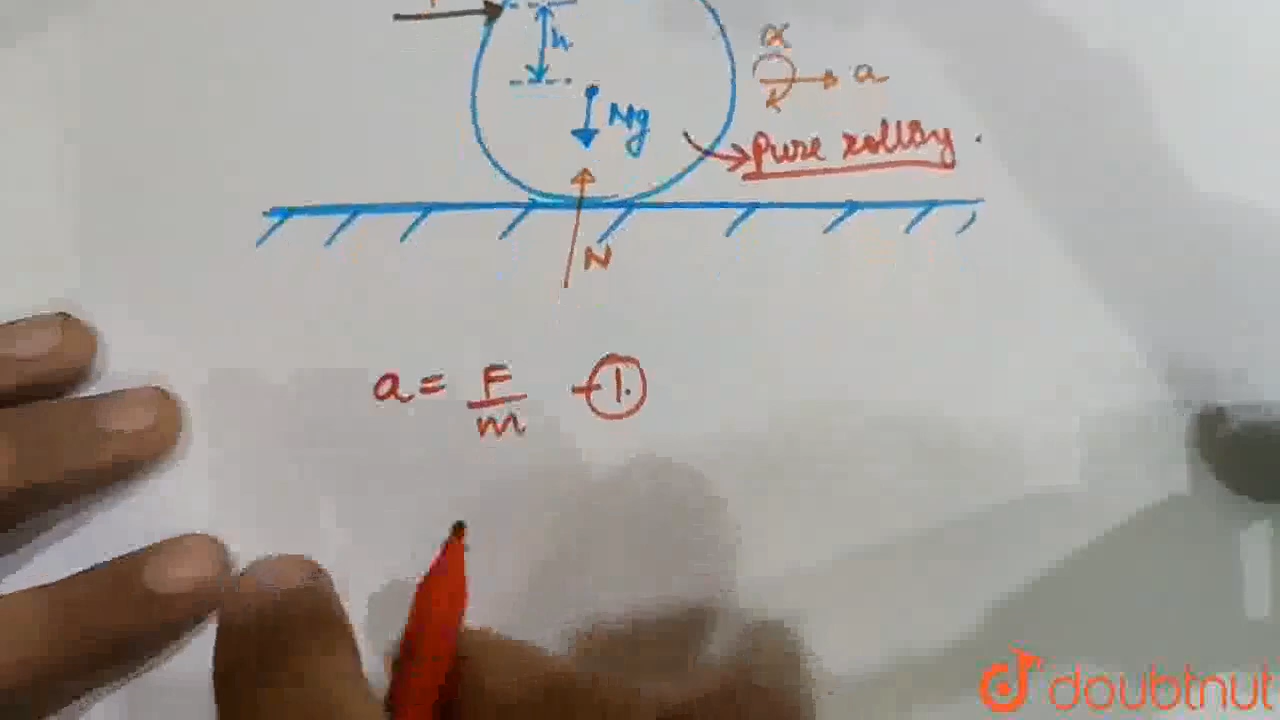 h
α
a
Mg
Pure rolling.
N
a = F/m - 1.
doubtnut